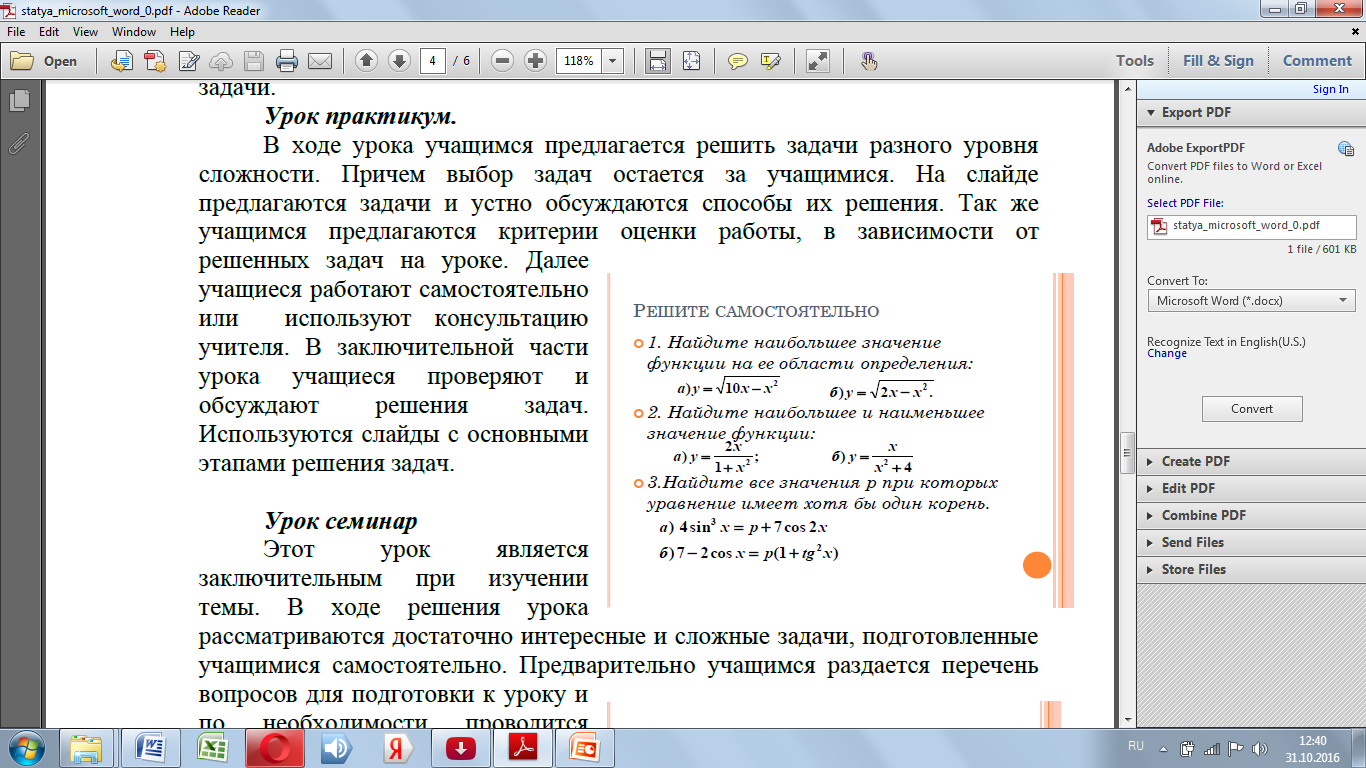 statya_microsoft_word_0.pdf - Adobe Reader
File Edit View Window Help
Open 4 / 6 118% Tools Fill & Sign Comment
Sign In
Export PDF
Adobe ExportPDF
Convert PDF files to Word or Excel
online.
Select PDF File:
statya_microsoft_word_0.pdf
1 file / 601 KB
Convert To:
Microsoft Word (*.docx)
Recognize Text in English(U.S.)
Change
Convert
Create PDF
Edit PDF
Combine PDF
Send Files
Store Files
задачи.
Урок практикум.
В ходе урока учащимся предлагается решить задачи разного уровня
сложности. Причем выбор задач остается за учащимися. На слайде
предлагаются задачи и устно обсуждаются способы их решения. Так же
учащимся предлагаются критерии оценки работы, в зависимости от
решенных задач на уроке. Далее
учащиеся работают самостоятельно
или используют консультацию
учителя. В заключительной части
урока учащиеся проверяют и
обсуждают решения задач.
Используются слайды с основными
этапами решения задач.
РЕШИТЕ САМОСТОЯТЕЛЬНО
1. Найдите наибольшее значение
функции на ее области определения:
а) y = √(10x − x²) б) y = √(2x − x²).
2. Найдите наибольшее и наименьшее
значение функции:
а) y = 2x/(1 + x²); б) y = x/(x² + 4)
3.Найдите все значения р при которых
уравнение имеет хотя бы один корень.
а) 4 sin³ x = p + 7 cos 2x
б) 7 − 2 cos x = p(1 + tg²x)
Урок семинар
Этот урок является
заключительным при изучении
темы. В ходе решения урока
рассматриваются достаточно интересные и сложные задачи, подготовленные
учащимися самостоятельно. Предварительно учащимся раздается перечень
вопросов для подготовки к уроку и
по необходимости проводится
RU 12:40
31.10.2016